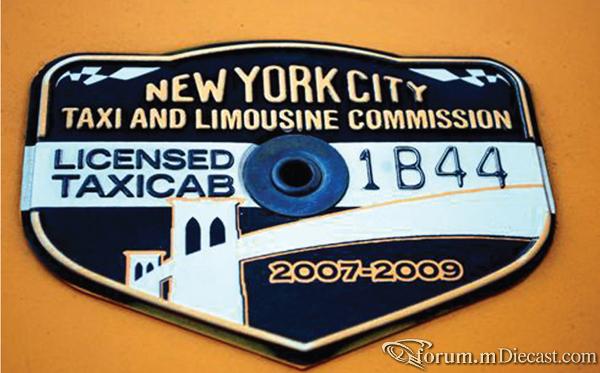 NEW YORK CITY
TAXI AND LIMOUSINE COMMISSION
LICENSED
TAXICAB
1B44
2007-2009
forum.mDiecast.com